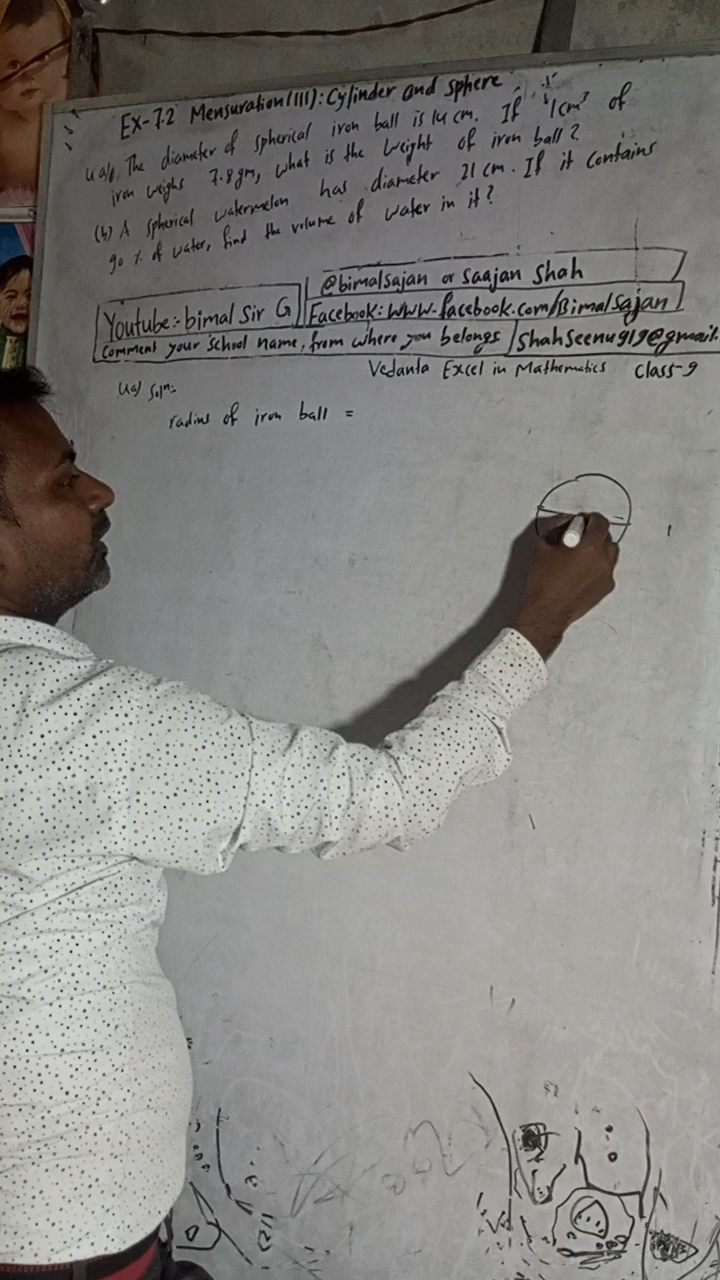 Ex-7.2 Mensuration(III): Cylinder and sphere
4 a) The diameter of spherical iron ball is 14 cm. If 1cm³ of
iron weighs 7.8gm, what is the weight of iron ball?
(b) A spherical watermelon has diameter 21 cm. If it contains
90 % of water, find the volume of water in it?
@bimalsajan or Saajan Shah
Youtube:- bimal Sir G
Facebook: www.facebook.com/Bimalsajan
Comment your school name, from where you belongs
shahseenu919@gmail.
Vedanta Excel in Mathematics Class-9
4a) Solⁿ:
radius of iron ball =